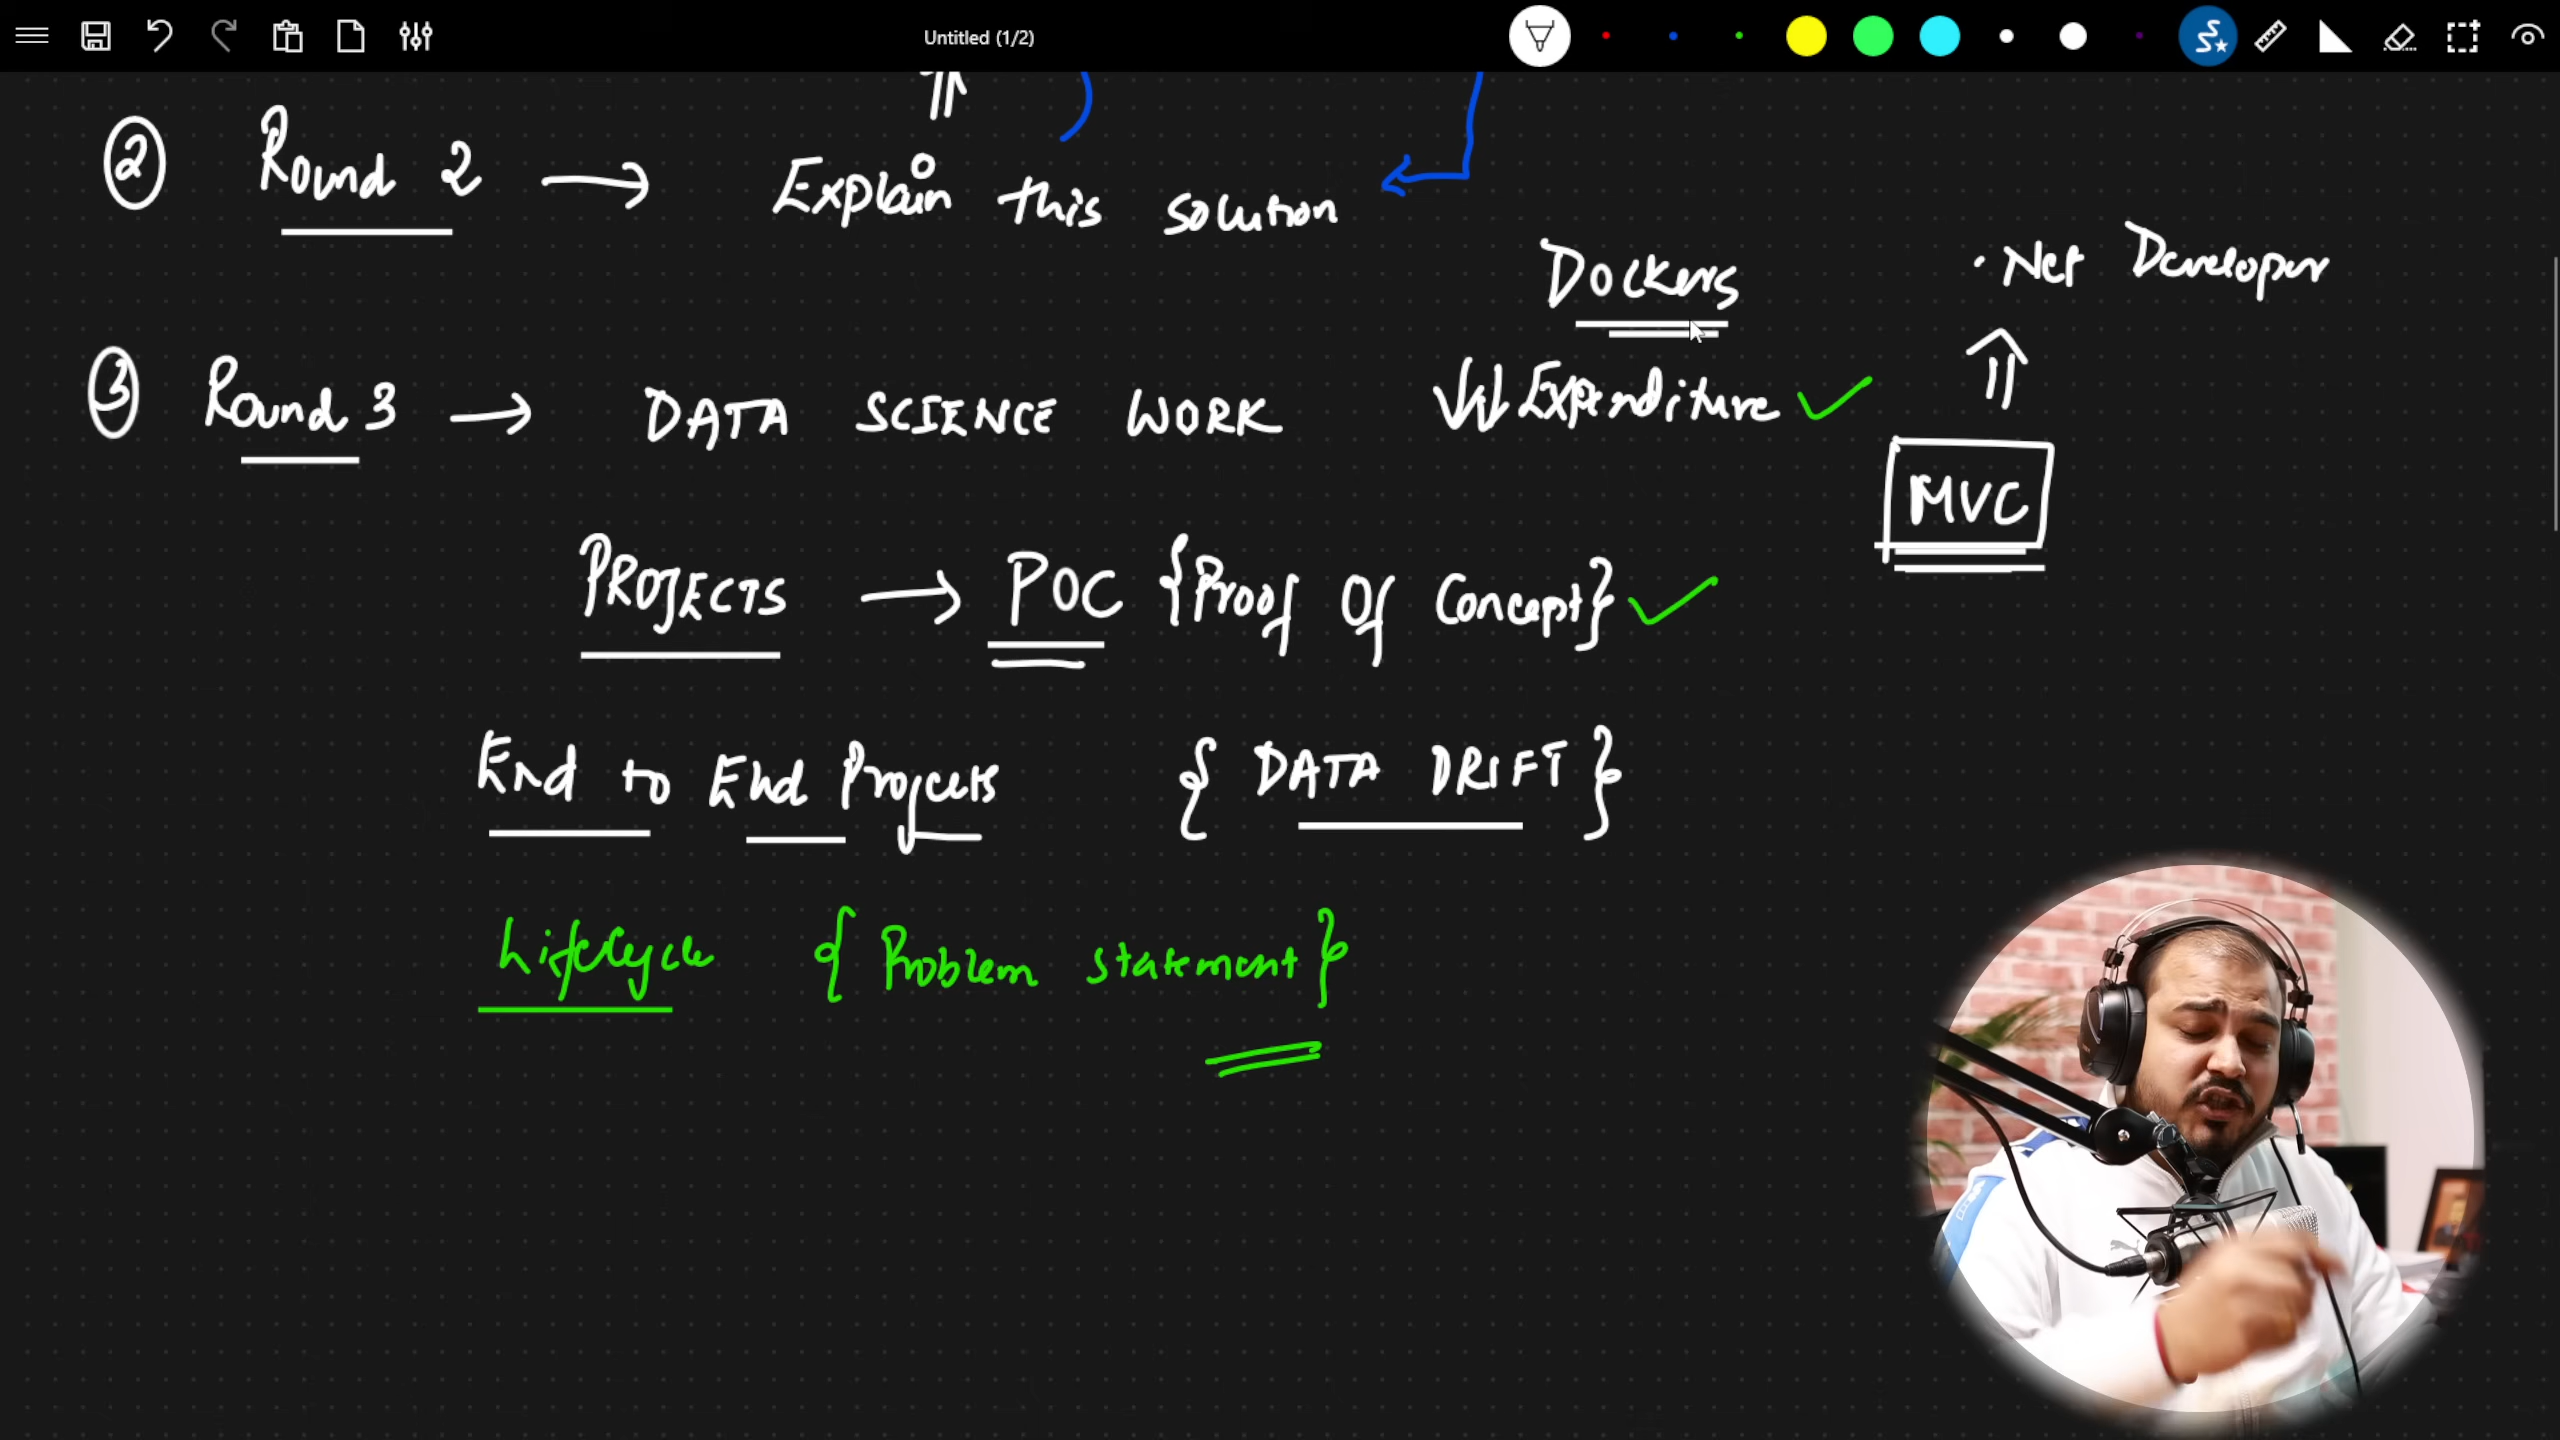 Untitled (1/2)
② Round 2 → Explain this solution
Dockers
.Net Developer
③ Round 3 → DATA SCIENCE WORK
Expenditure ✓
MVC
PROJECTS → POC {Proof Of Concept} ✓
End to End Projects { DATA DRIFT }
Lifecycle { Problem statement }